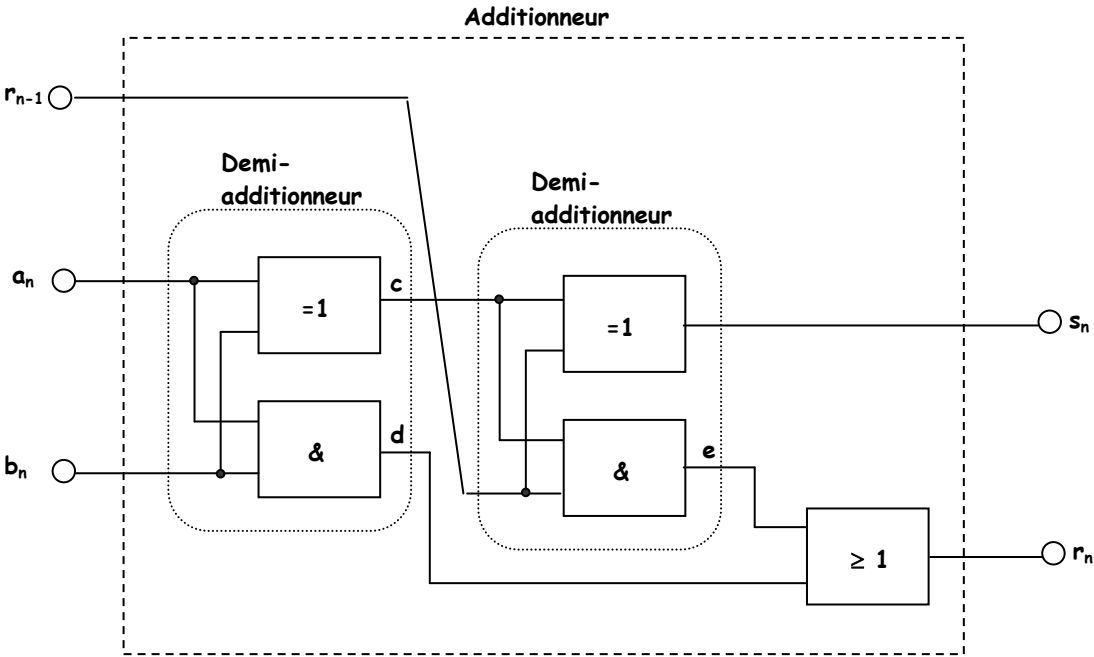 Additionneur
rₙ₋₁
Demi-
additionneur
Demi-
additionneur
aₙ
=1
c
=1
sₙ
bₙ
&
d
&
e
≥ 1
rₙ